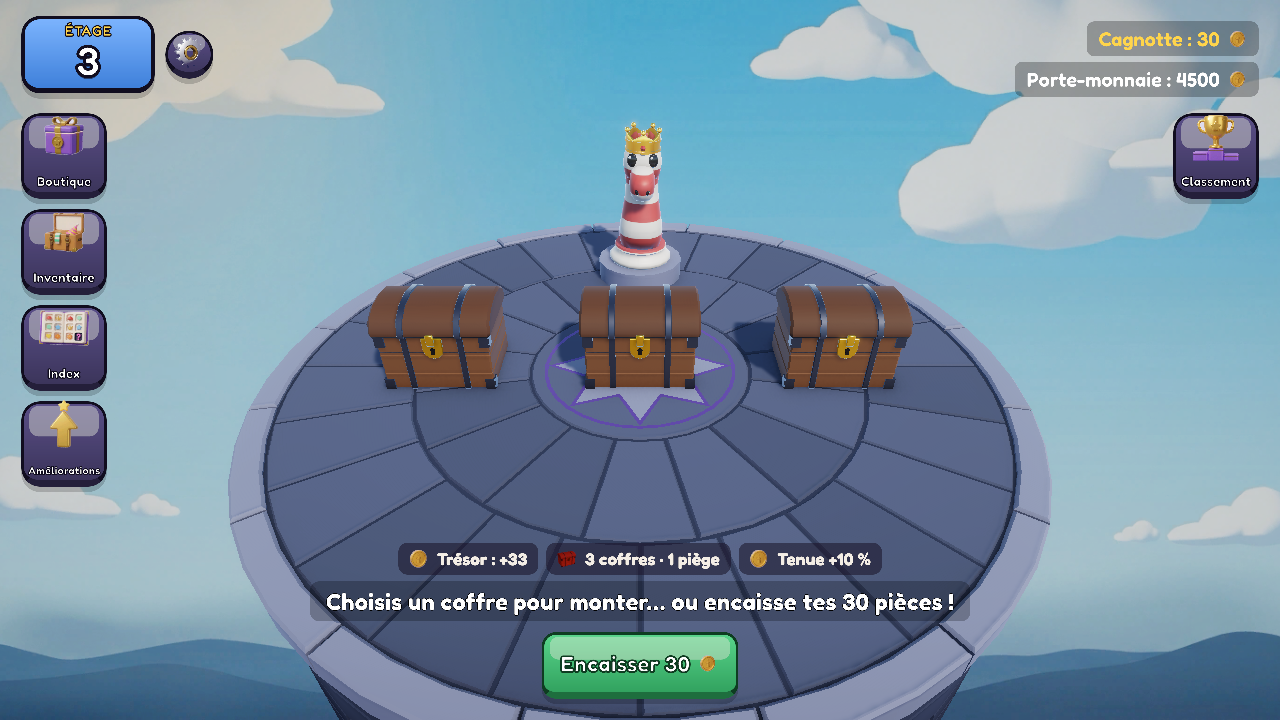 ÉTAGE
3
Cagnotte : 30
Porte-monnaie : 4500
Boutique
Classement
Inventaire
Index
Améliorations
Trésor : +33
3 coffres · 1 piège
Tenue +10 %
Choisis un coffre pour monter... ou encaisse tes 30 pièces !
Encaisser 30